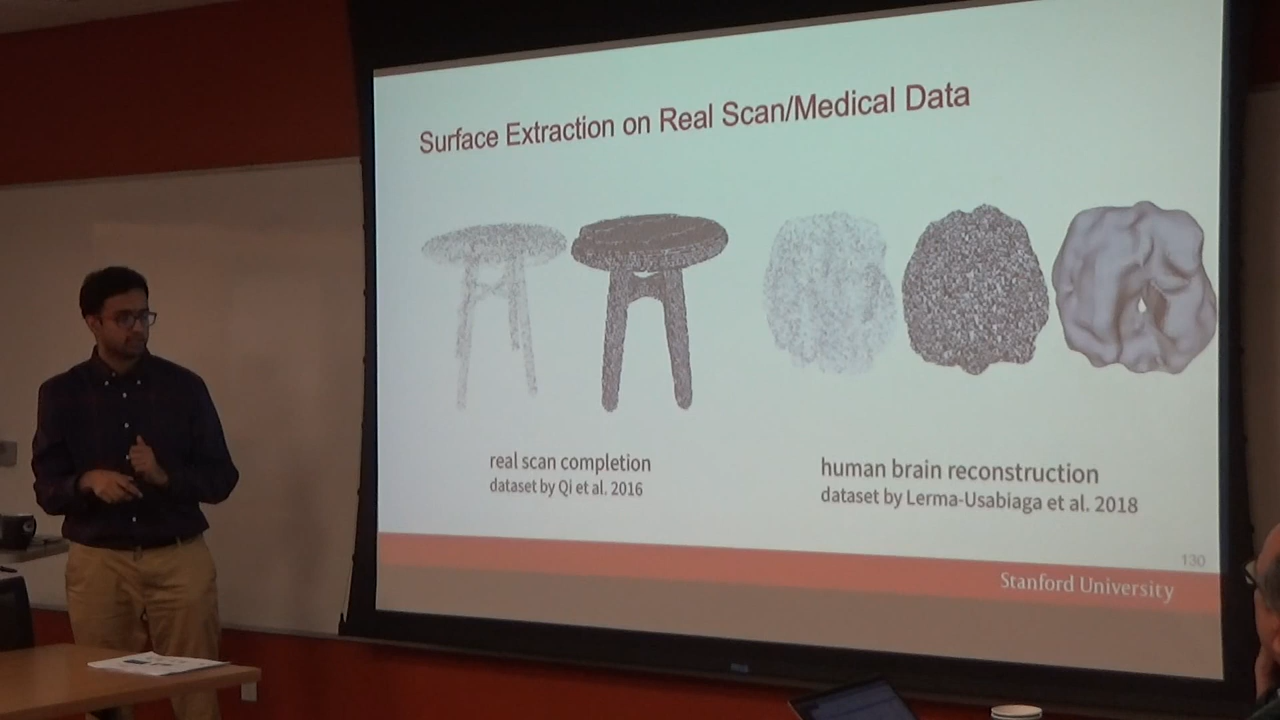 Surface Extraction on Real Scan/Medical Data
real scan completion
dataset by Qi et al. 2016
human brain reconstruction
dataset by Lerma-Usabiaga et al. 2018
130
Stanford University